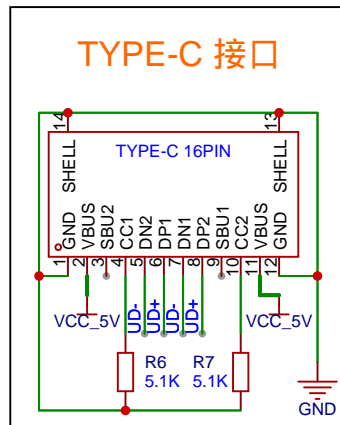 TYPE-C 接口
14
13
SHELL
SHELL
TYPE-C 16PIN
GND
VBUS
SBU2
CC1
DN2
DP1
DN1
DP2
SBU1
CC2
VBUS
GND
1
2
3
4
5
6
7
8
9
10
11
12
UD-
UD+
UD-
UD+
VCC_5V
VCC_5V
R6
5.1K
R7
5.1K
GND